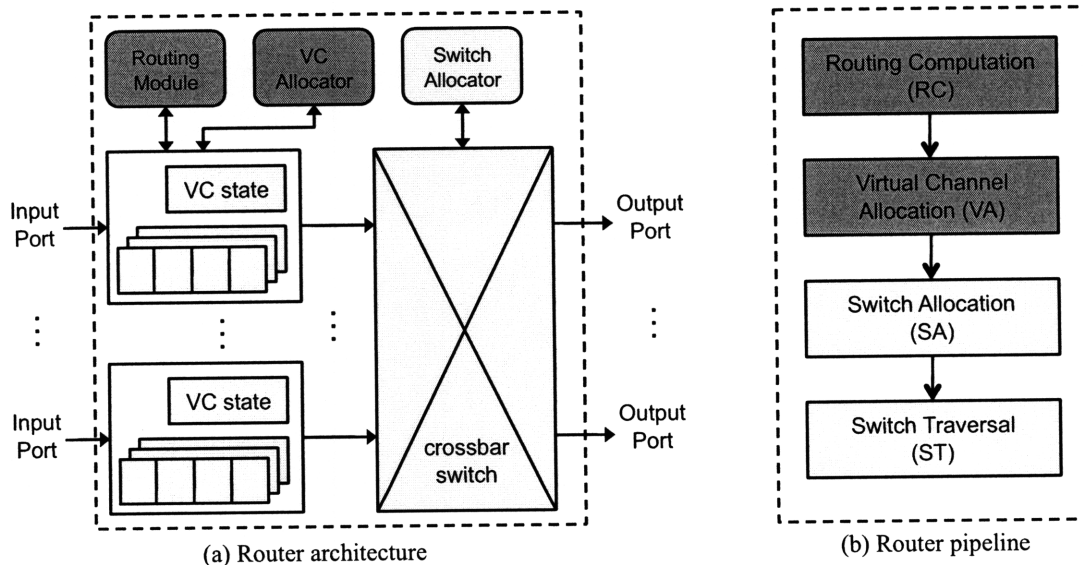 Routing
Module
VC
Allocator
Switch
Allocator
VC state
Input
Port
Output
Port
VC state
Input
Port
Output
Port
crossbar
switch
(a) Router architecture
Routing Computation
(RC)
Virtual Channel
Allocation (VA)
Switch Allocation
(SA)
Switch Traversal
(ST)
(b) Router pipeline